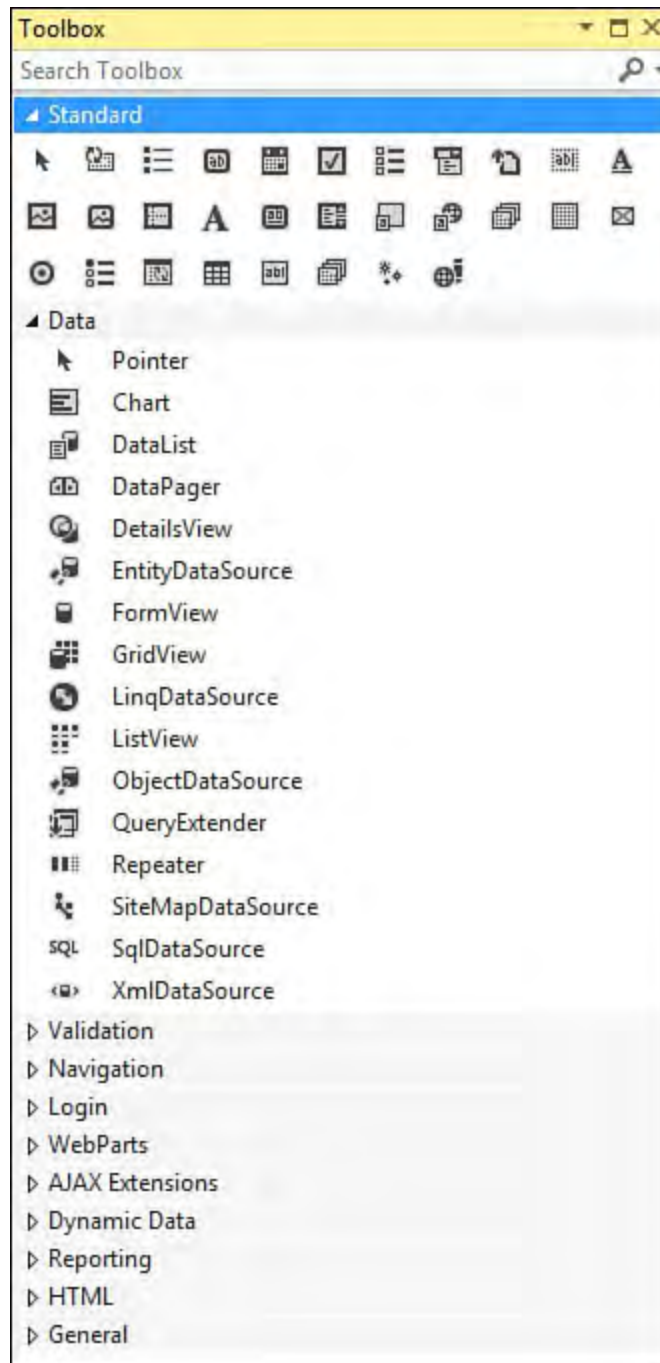 Toolbox
Search Toolbox
Standard
Data
Pointer
Chart
DataList
DataPager
DetailsView
EntityDataSource
FormView
GridView
LinqDataSource
ListView
ObjectDataSource
QueryExtender
Repeater
SiteMapDataSource
SQL SqlDataSource
XmlDataSource
Validation
Navigation
Login
WebParts
AJAX Extensions
Dynamic Data
Reporting
HTML
General